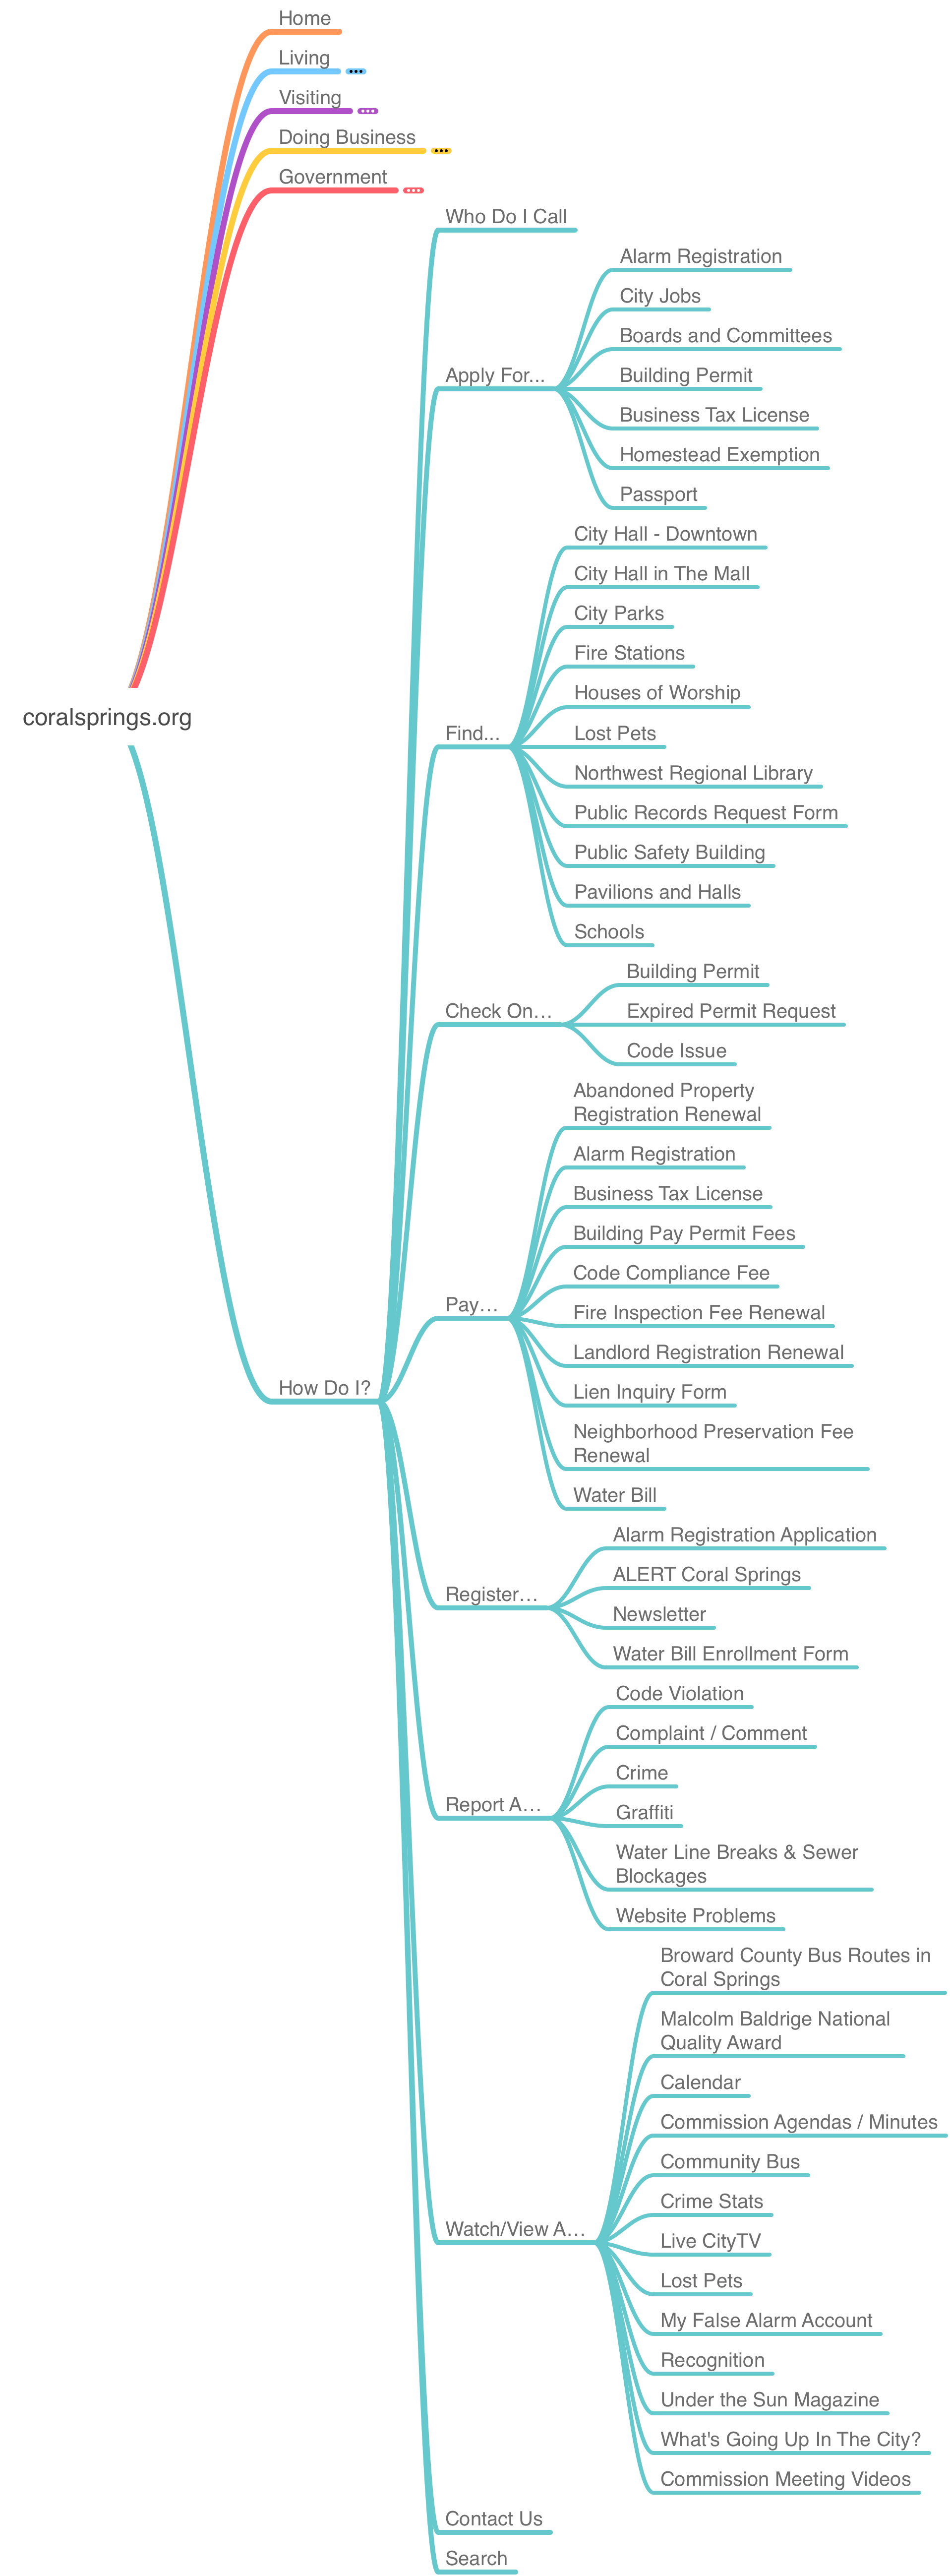 Home
Living
Visiting
Doing Business
Government
Who Do I Call
Alarm Registration
City Jobs
Boards and Committees
Apply For...
Building Permit
Business Tax License
Homestead Exemption
Passport
City Hall - Downtown
City Hall in The Mall
City Parks
Fire Stations
Houses of Worship
coralsprings.org
Find...
Lost Pets
Northwest Regional Library
Public Records Request Form
Public Safety Building
Pavilions and Halls
Schools
Building Permit
Check On…
Expired Permit Request
Code Issue
Abandoned Property
Registration Renewal
Alarm Registration
Business Tax License
Building Pay Permit Fees
Code Compliance Fee
Pay…
Fire Inspection Fee Renewal
Landlord Registration Renewal
How Do I?
Lien Inquiry Form
Neighborhood Preservation Fee
Renewal
Water Bill
Alarm Registration Application
ALERT Coral Springs
Register…
Newsletter
Water Bill Enrollment Form
Code Violation
Complaint / Comment
Crime
Report A…
Graffiti
Water Line Breaks & Sewer
Blockages
Website Problems
Broward County Bus Routes in
Coral Springs
Malcolm Baldrige National
Quality Award
Calendar
Commission Agendas / Minutes
Community Bus
Crime Stats
Watch/View A…
Live CityTV
Lost Pets
My False Alarm Account
Recognition
Under the Sun Magazine
What's Going Up In The City?
Commission Meeting Videos
Contact Us
Search